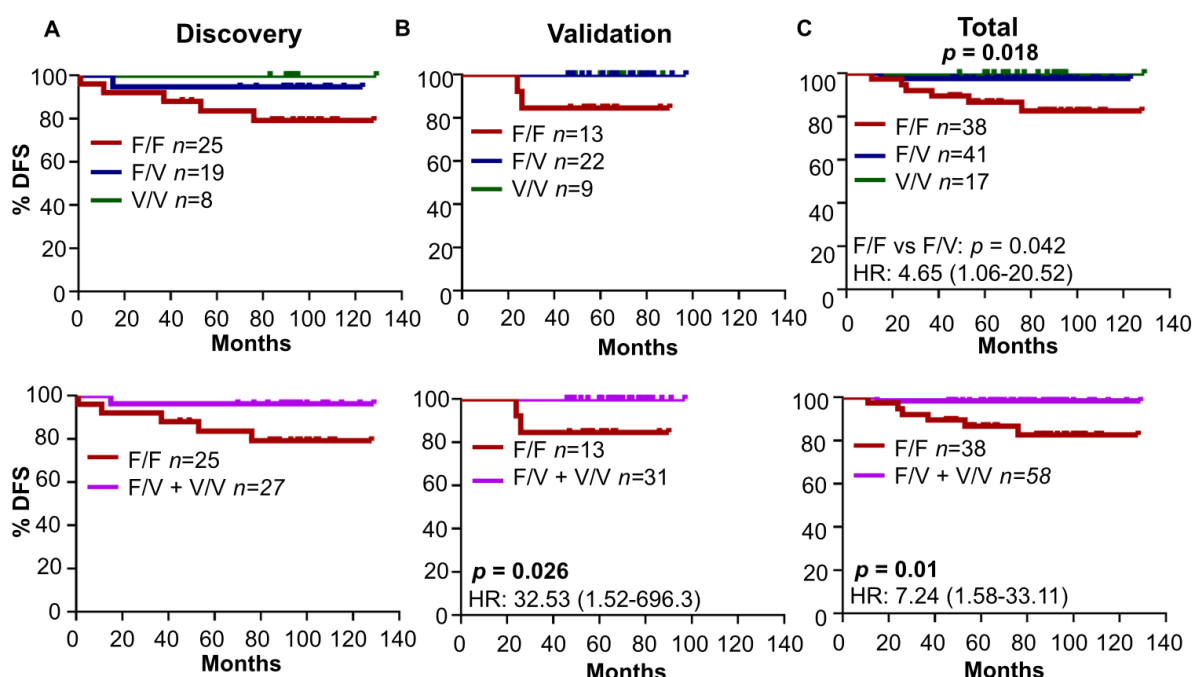 A
Discovery
% DFS
100
80
60
40
20
0
F/F n=25
F/V n=19
V/V n=8
0 20 40 60 80 100 120 140
Months
B
Validation
100
80
60
40
20
0
F/F n=13
F/V n=22
V/V n=9
0 20 40 60 80 100 120 140
Months
C
Total
p = 0.018
100
80
60
40
20
0
F/F n=38
F/V n=41
V/V n=17
F/F vs F/V: p = 0.042
HR: 4.65 (1.06-20.52)
0 20 40 60 80 100 120 140
Months
% DFS
100
80
60
40
20
0
F/F n=25
F/V + V/V n=27
0 20 40 60 80 100 120 140
Months
100
80
60
40
20
0
F/F n=13
F/V + V/V n=31
p = 0.026
HR: 32.53 (1.52-696.3)
0 20 40 60 80 100 120 140
Months
100
80
60
40
20
0
F/F n=38
F/V + V/V n=58
p = 0.01
HR: 7.24 (1.58-33.11)
0 20 40 60 80 100 120 140
Months